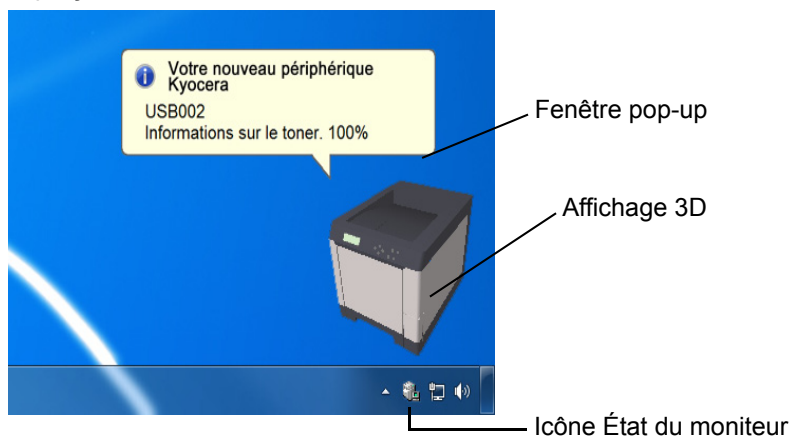 Votre nouveau périphérique
Kyocera
USB002
Informations sur le toner. 100%
Fenêtre pop-up
Affichage 3D
Icône État du moniteur